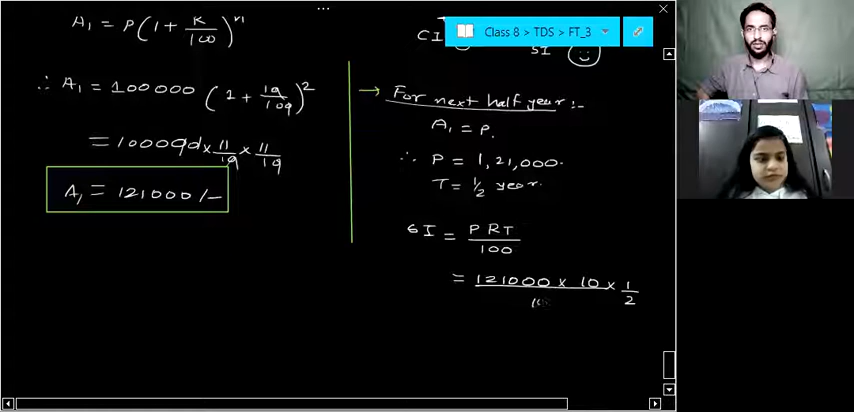 A₁ = P(1 + R/100)ⁿ
∴ A₁ = 100000 (1 + 10/100)²
= 100000 × 11/10 × 11/10
A₁ = 121000/-
CI
SI
Class 8 > TDS > FT_3
→ For next half year :-
A₁ = P.
∴ P = 1,21,000.
T = 1/2 year.
SI = PRT/100
= 121000 × 10 × 1/2
10